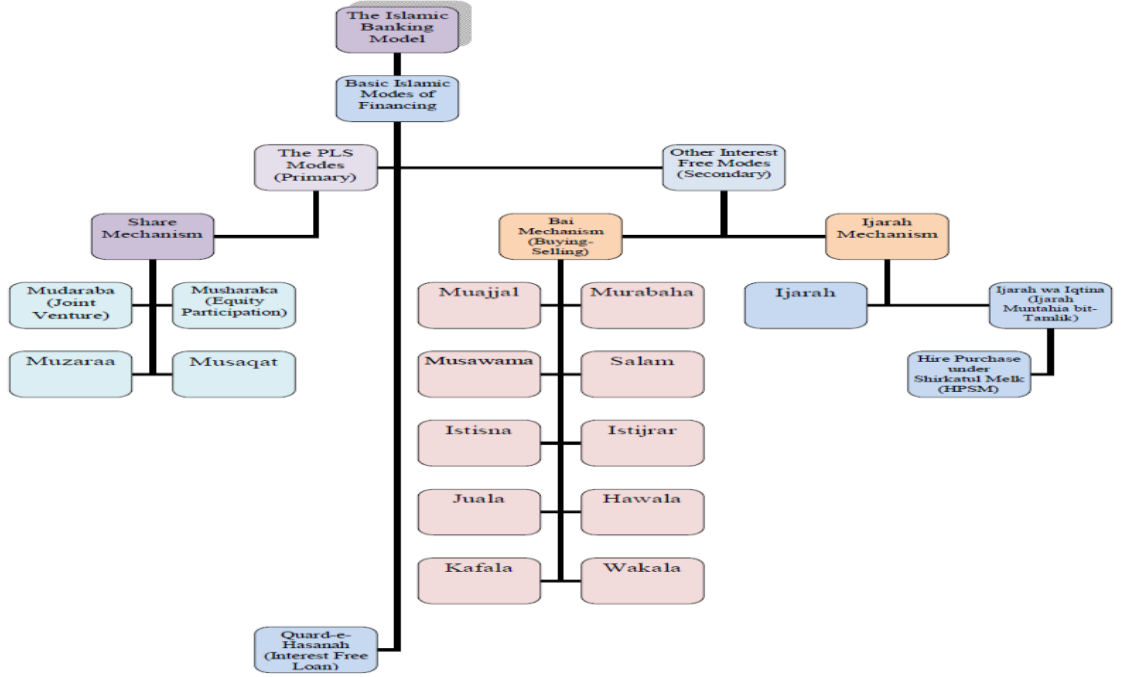 The Islamic
Banking
Model
Basic Islamic
Modes of
Financing
The PLS
Modes
(Primary)
Other Interest
Free Modes
(Secondary)
Share
Mechanism
Bai
Mechanism
(Buying-
Selling)
Ijarah
Mechanism
Mudaraba
(Joint
Venture)
Musharaka
(Equity
Participation)
Muzaraa
Musaqat
Muajjal
Murabaha
Musawama
Salam
Istisna
Istijrar
Juala
Hawala
Kafala
Wakala
Ijarah
Ijarah wa Iqtina
(Ijarah
Muntahia bit-
Tamlik)
Hire Purchase
under
Shirkatul Melk
(HPSM)
Quard-e-
Hasanah
(Interest Free
Loan)